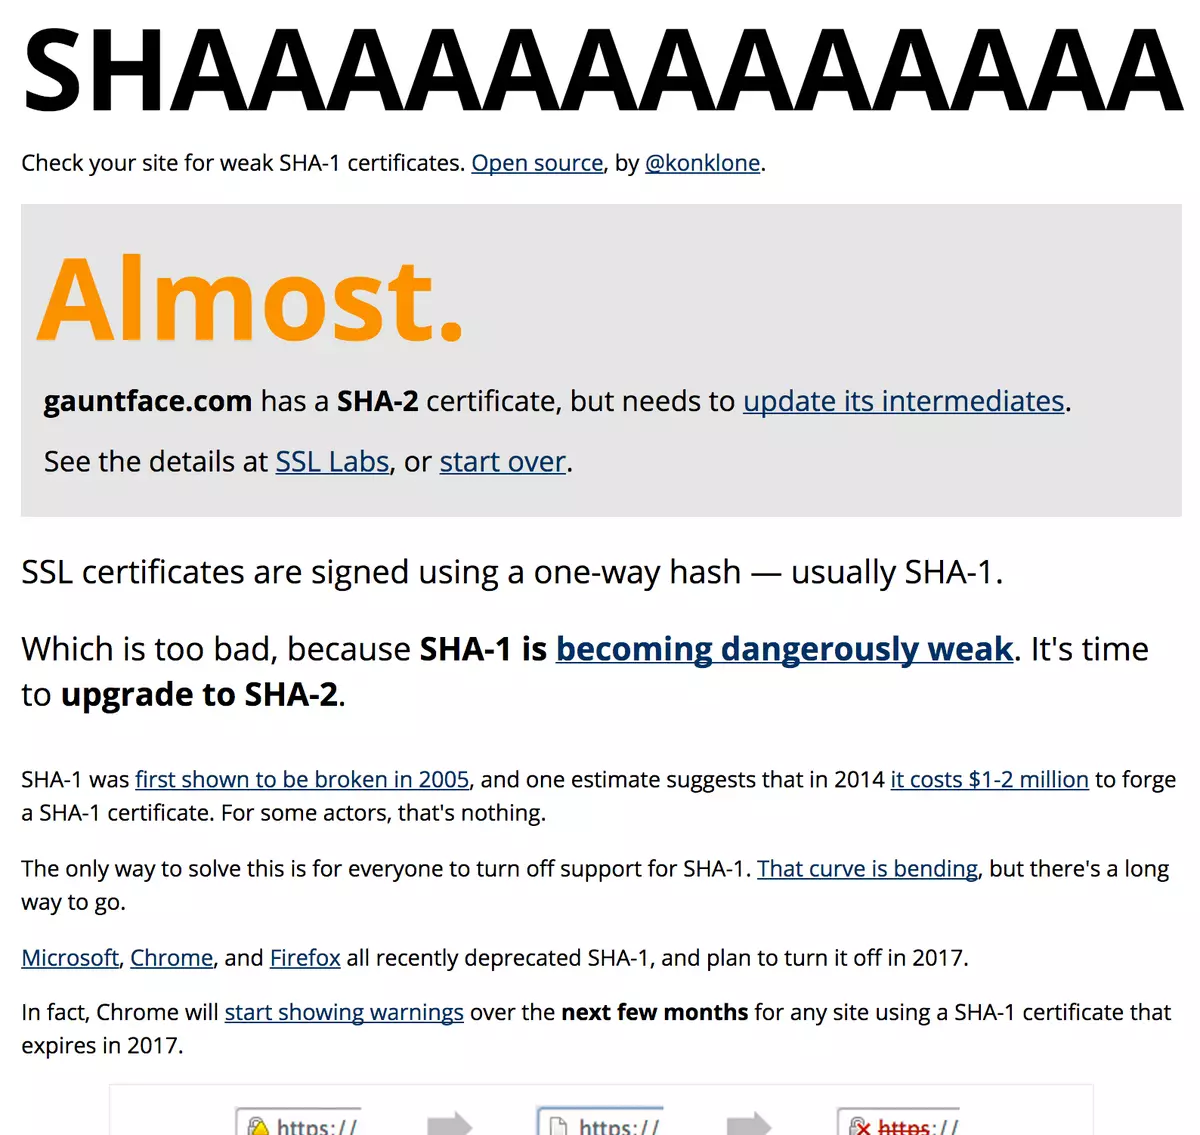 SHAAAAAAAAAAAAA
Check your site for weak SHA-1 certificates. Open source, by @konklone.
Almost.
gauntface.com has a SHA-2 certificate, but needs to update its intermediates.
See the details at SSL Labs, or start over.
SSL certificates are signed using a one-way hash — usually SHA-1.
Which is too bad, because SHA-1 is becoming dangerously weak. It's time
to upgrade to SHA-2.
SHA-1 was first shown to be broken in 2005, and one estimate suggests that in 2014 it costs $1-2 million to forge
a SHA-1 certificate. For some actors, that's nothing.
The only way to solve this is for everyone to turn off support for SHA-1. That curve is bending, but there's a long
way to go.
Microsoft, Chrome, and Firefox all recently deprecated SHA-1, and plan to turn it off in 2017.
In fact, Chrome will start showing warnings over the next few months for any site using a SHA-1 certificate that
expires in 2017.
https:// https:// https://